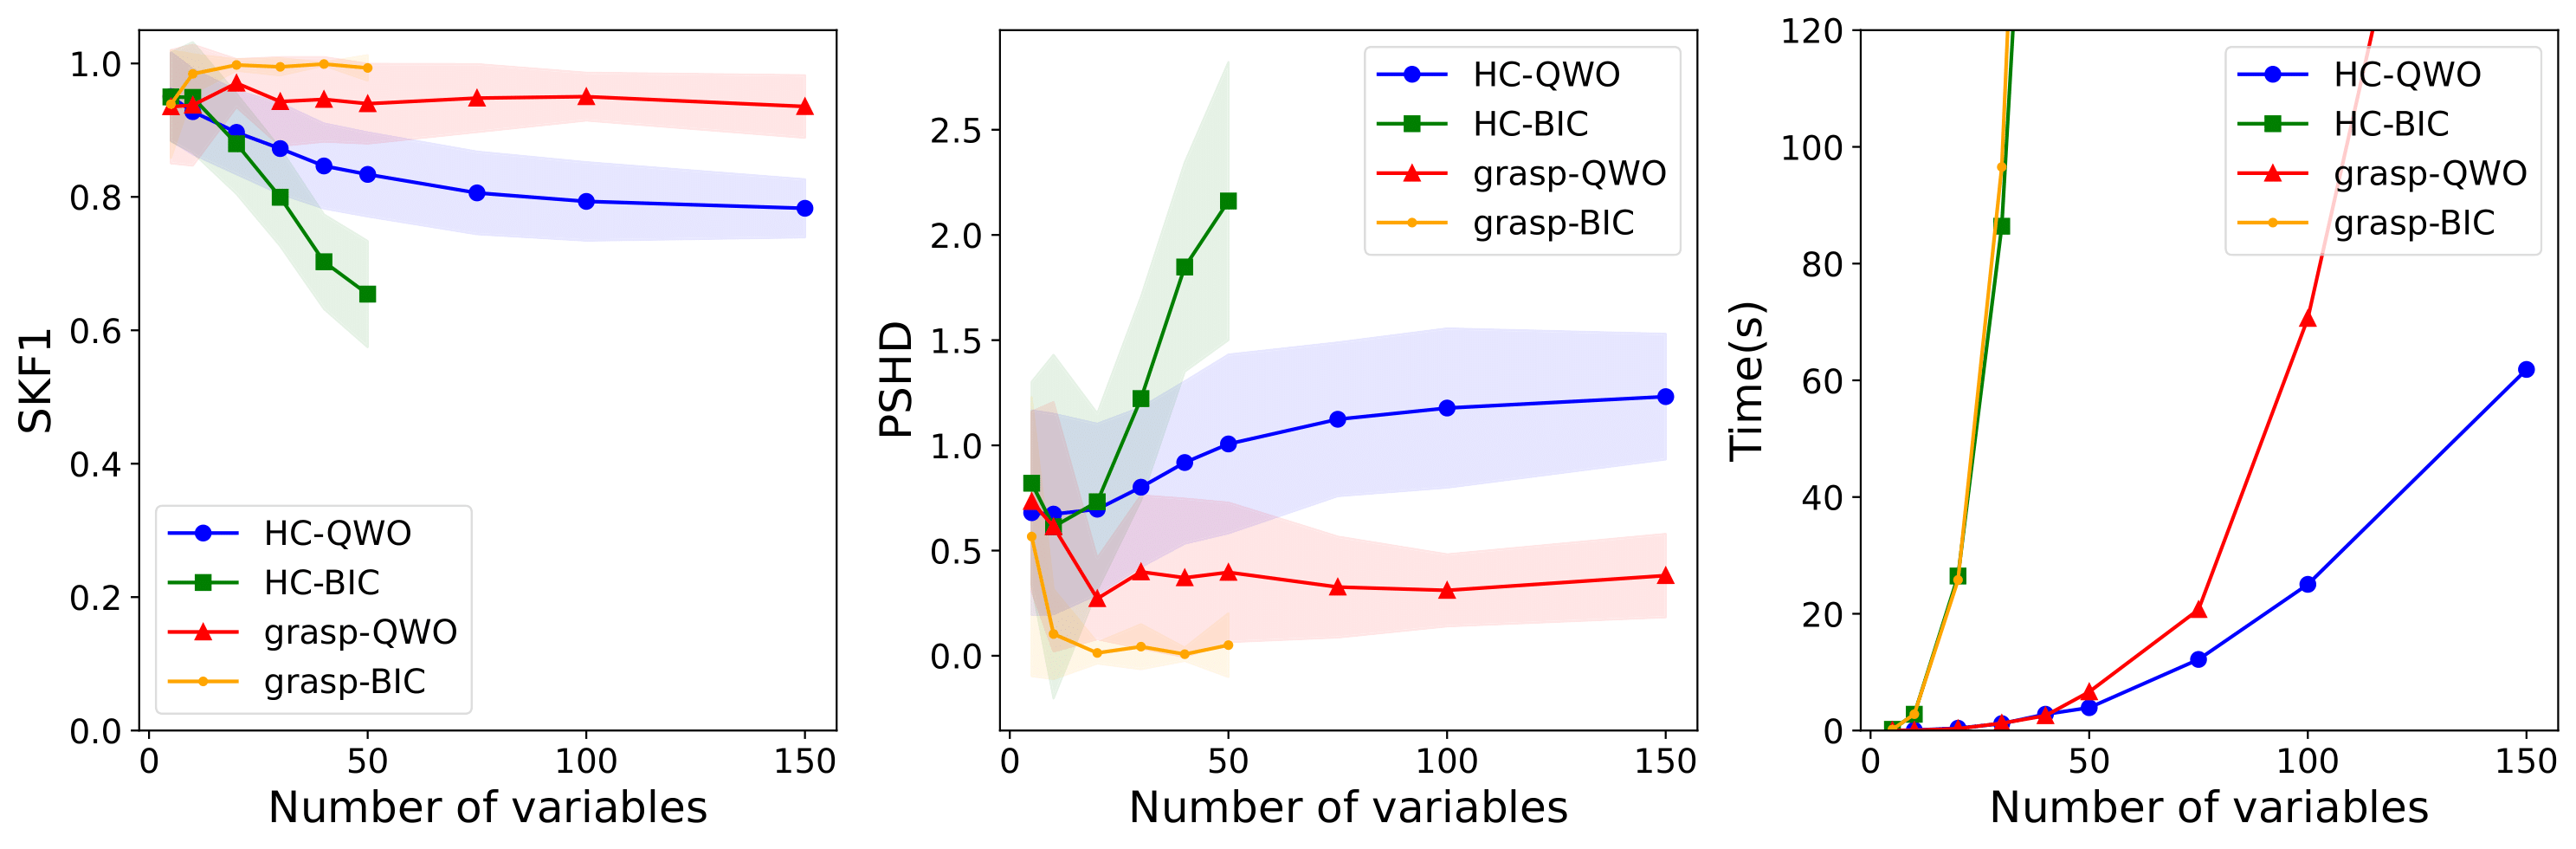 SKF1
1.0
0.8
0.6
0.4
0.2
0.0
HC-QWO
HC-BIC
grasp-QWO
grasp-BIC
0 50 100 150
Number of variables
PSHD
2.5
2.0
1.5
1.0
0.5
0.0
HC-QWO
HC-BIC
grasp-QWO
grasp-BIC
0 50 100 150
Number of variables
Time(s)
120
100
80
60
40
20
0
HC-QWO
HC-BIC
grasp-QWO
grasp-BIC
0 50 100 150
Number of variables